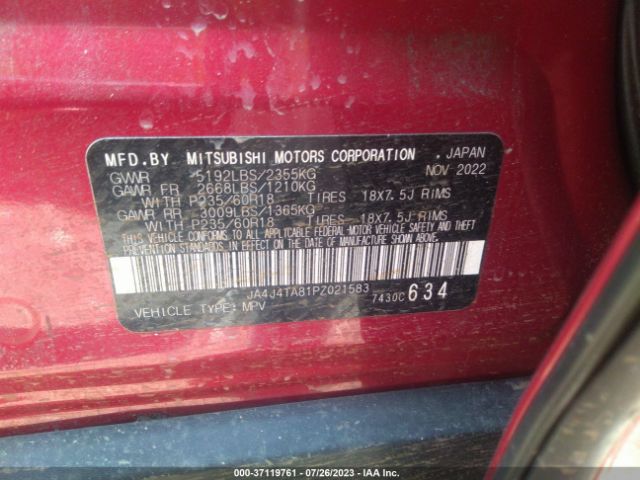 MFD.BY MITSUBISHI MOTORS CORPORATION . JAPAN
GVWR 5192LBS/2355KG NOV 2022
GAWR FR 2668LBS/1210KG
WITH P235/60R18 TIRES 18X7.5J RIMS
GAWR RR 3009LBS/1365KG
WITH P235/60R18 TIRES 18X7.5J RIMS
THIS VEHICLE CONFORMS TO ALL APPLICABLE FEDERAL-MOTOR VEHICLE SAFETY AND THEFT
PREVENTION STANDARDS IN EFFECT ON THE DATE OF MANUFACTURE SHOWN ABOVE.
JA4J4TA81PZ021583 7430C 634
VEHICLE TYPE: MPV
000-37119761 / 07/26/2023 / IAA Inc.